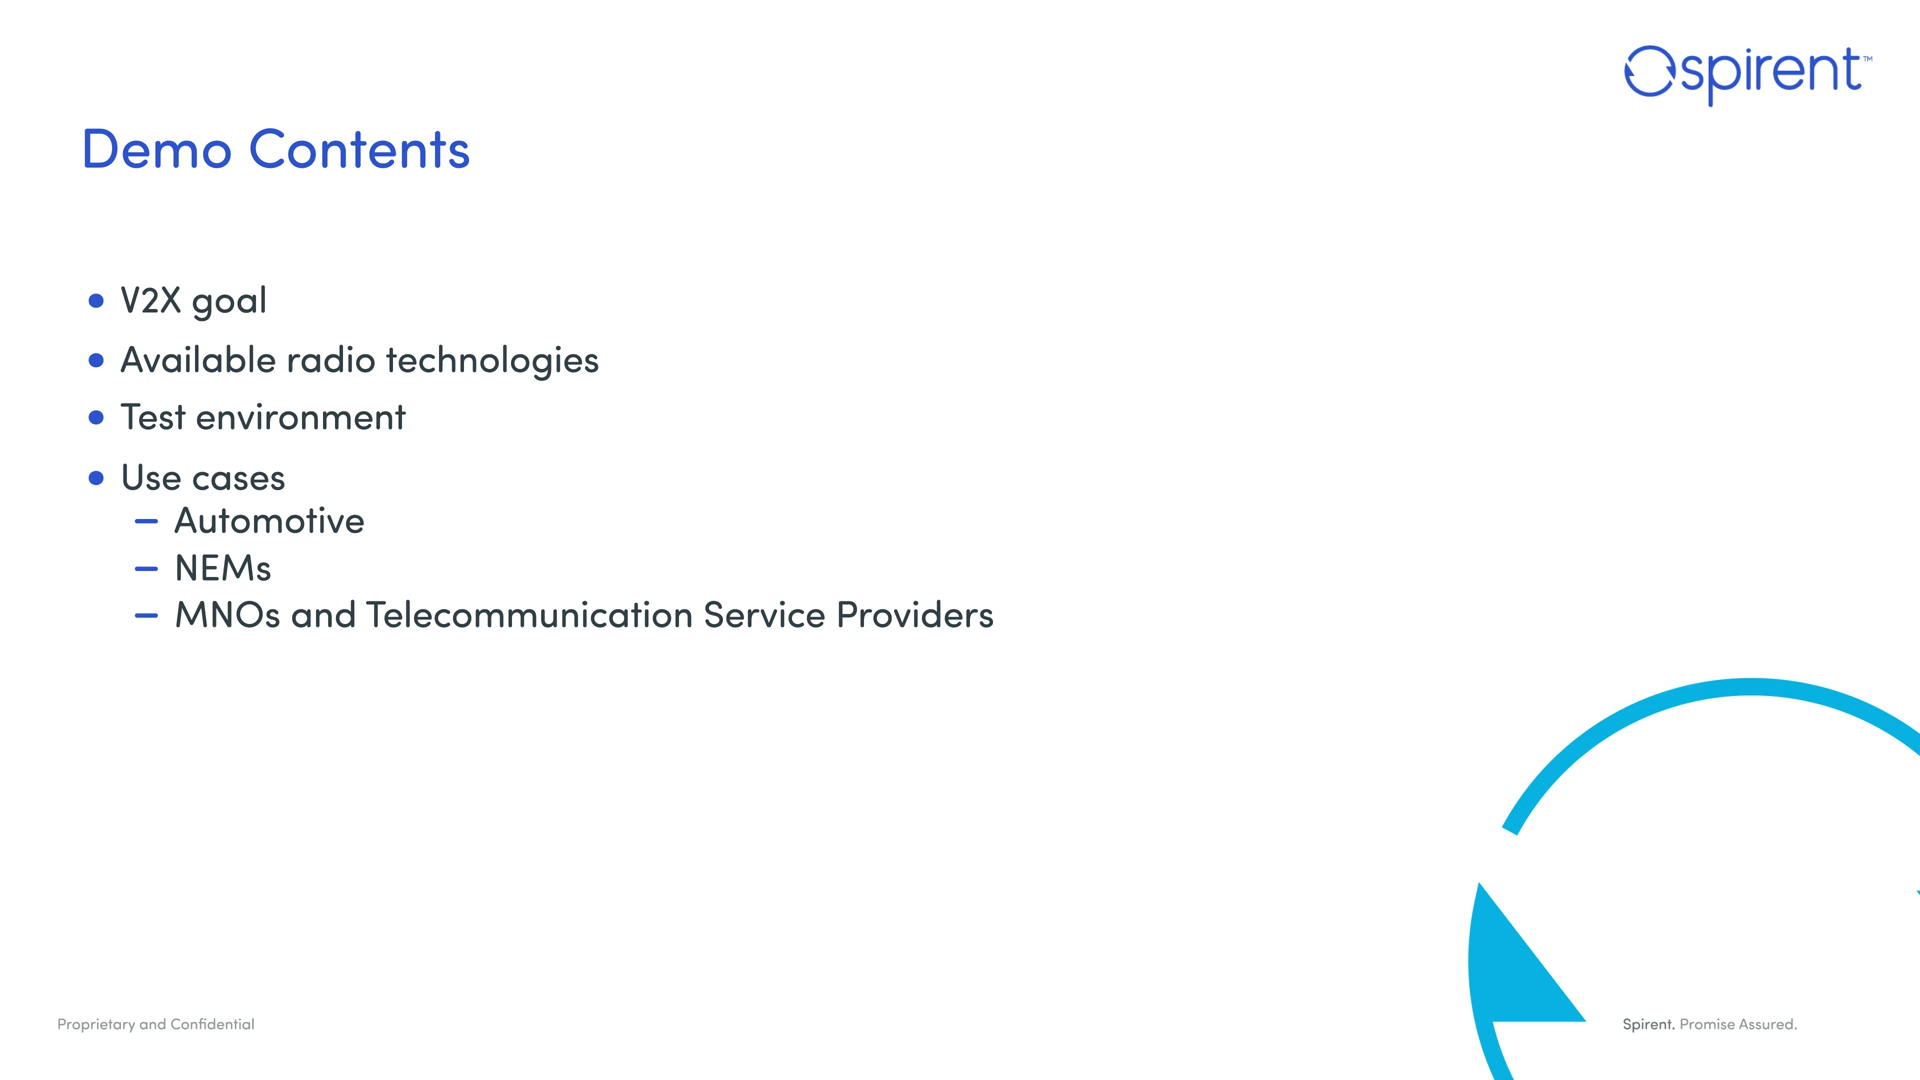 spirent™
Demo Contents
• V2X goal
• Available radio technologies
• Test environment
• Use cases
– Automotive
– NEMs
– MNOs and Telecommunication Service Providers
Proprietary and Confidential
Spirent. Promise Assured.